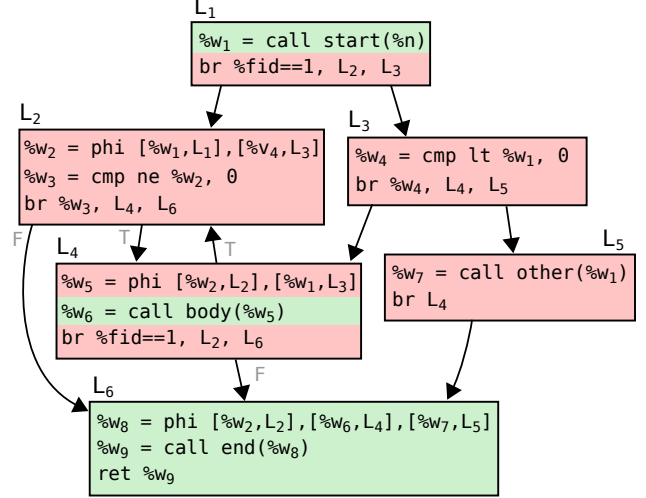 L₁
%w₁ = call start(%n)
br %fid==1, L₂, L₃
L₂
%w₂ = phi [%w₁,L₁],[%v₄,L₃]
%w₃ = cmp ne %w₂, 0
br %w₃, L₄, L₆
L₃
%w₄ = cmp lt %w₁, 0
br %w₄, L₄, L₅
F
T
T
L₄
%w₅ = phi [%w₂,L₂],[%w₁,L₃]
%w₆ = call body(%w₅)
br %fid==1, L₂, L₆
L₅
%w₇ = call other(%w₁)
br L₄
F
L₆
%w₈ = phi [%w₂,L₂],[%w₆,L₄],[%w₇,L₅]
%w₉ = call end(%w₈)
ret %w₉